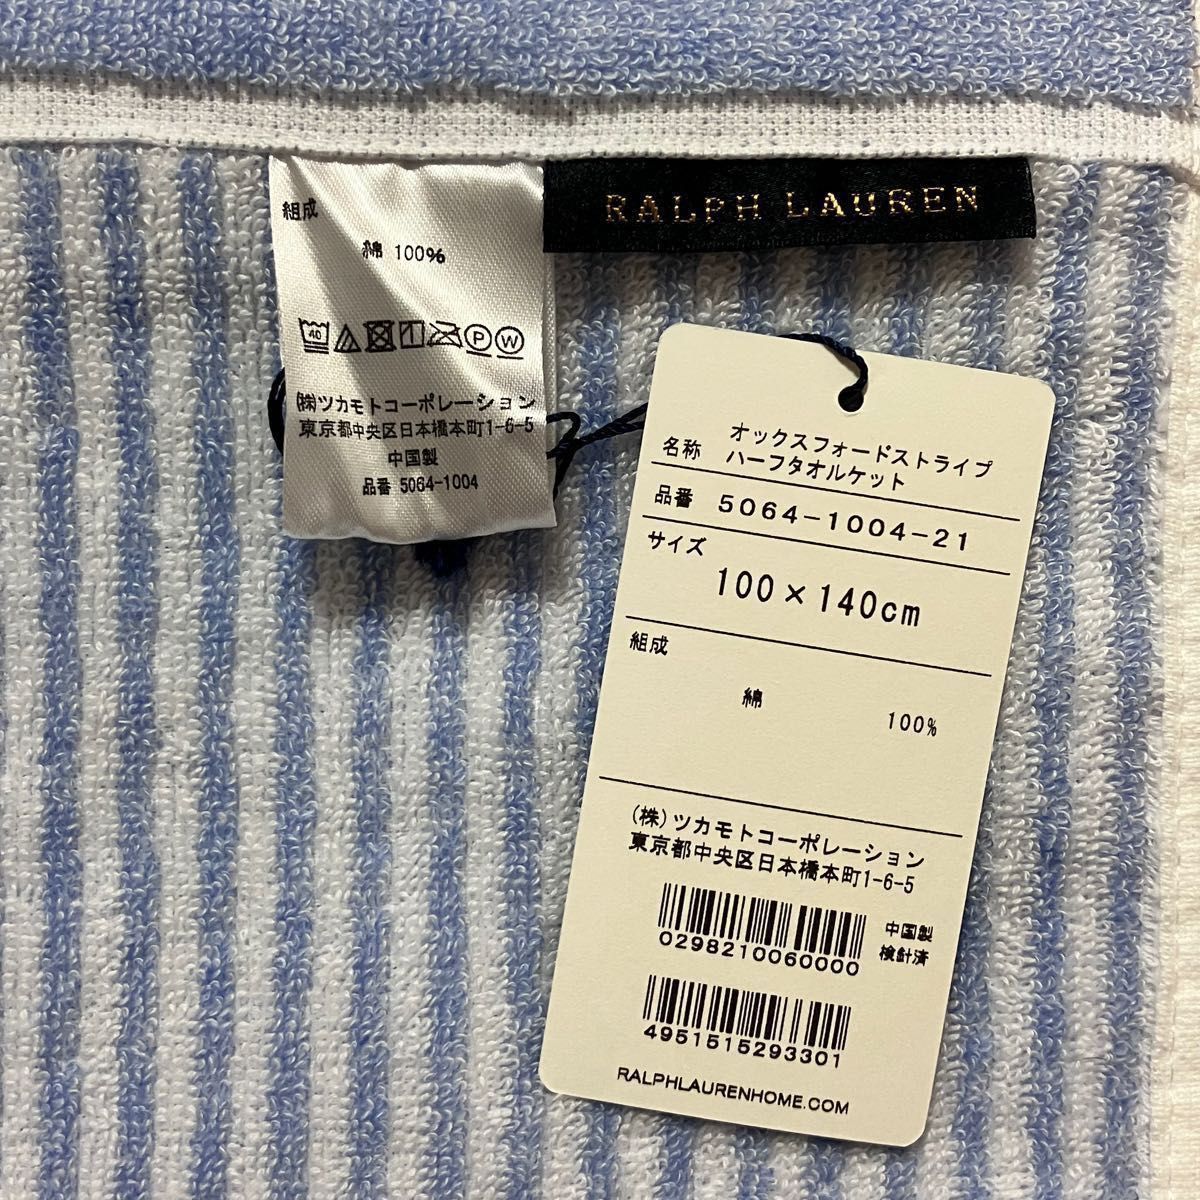 組成
綿 100%
40
P
W
(株)ツカモトコーポレーション
東京都中央区日本橋本町1-6-5
中国製
品番 5064-1004
RALPH LAUREN
名称 オックスフォードストライプ
ハーフタオルケット
品番 5064-1004-21
サイズ
100×140cm
組成
綿 100%
(株)ツカモトコーポレーション
東京都中央区日本橋本町1-6-5
中国製
検針済
0298210060000
4951515293301
RALPHLAURENHOME.COM